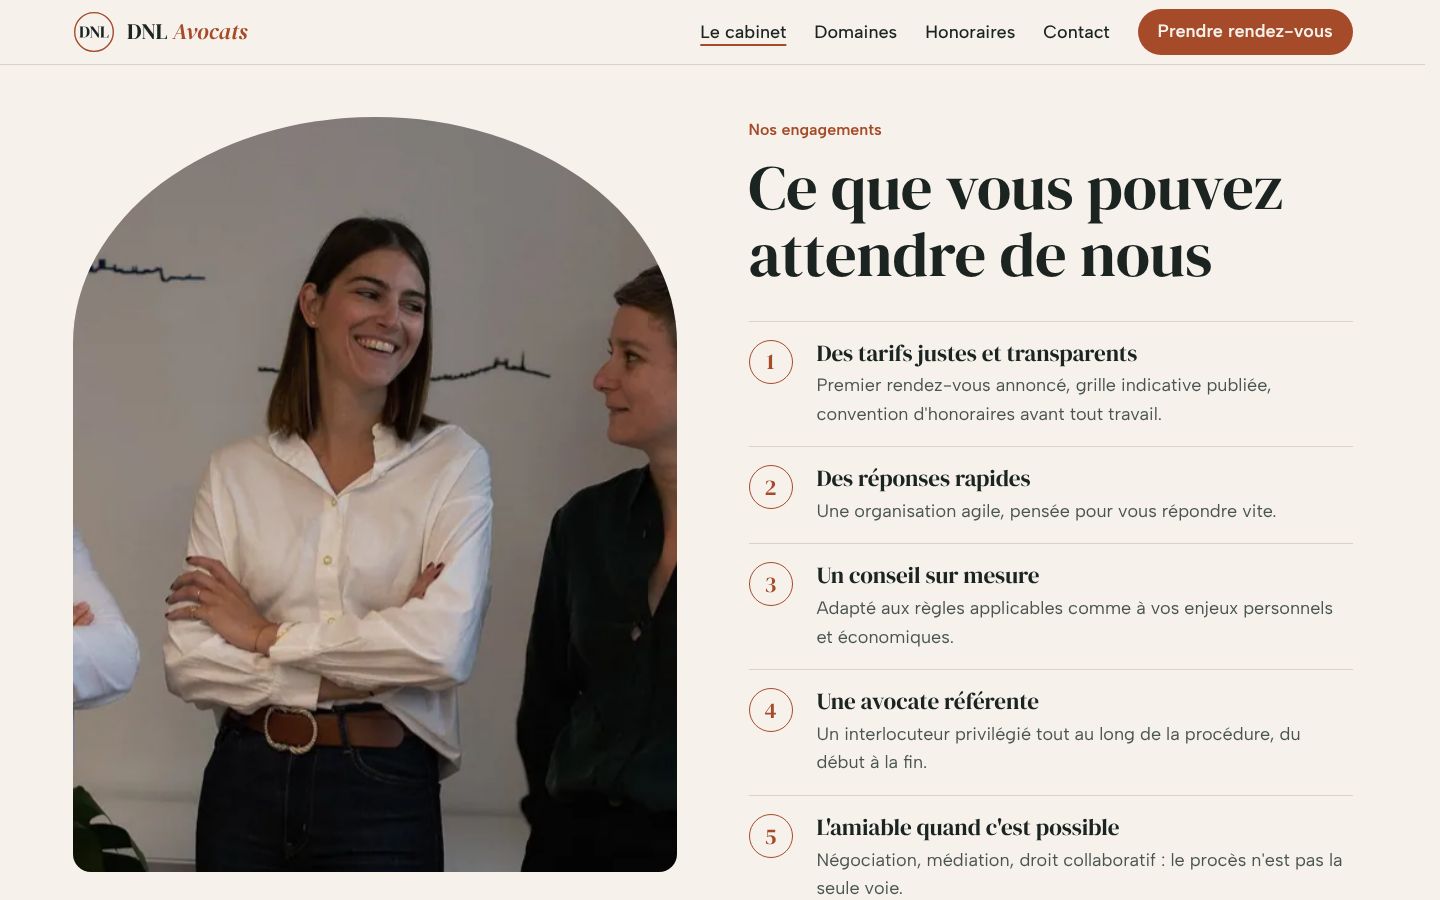 DNL DNL Avocats
Le cabinet Domaines Honoraires Contact Prendre rendez-vous
Nos engagements
Ce que vous pouvez
attendre de nous
1 Des tarifs justes et transparents
Premier rendez-vous annoncé, grille indicative publiée,
convention d'honoraires avant tout travail.
2 Des réponses rapides
Une organisation agile, pensée pour vous répondre vite.
3 Un conseil sur mesure
Adapté aux règles applicables comme à vos enjeux personnels
et économiques.
4 Une avocate référente
Un interlocuteur privilégié tout au long de la procédure, du
début à la fin.
5 L'amiable quand c'est possible
Négociation, médiation, droit collaboratif : le procès n'est pas la
seule voie.